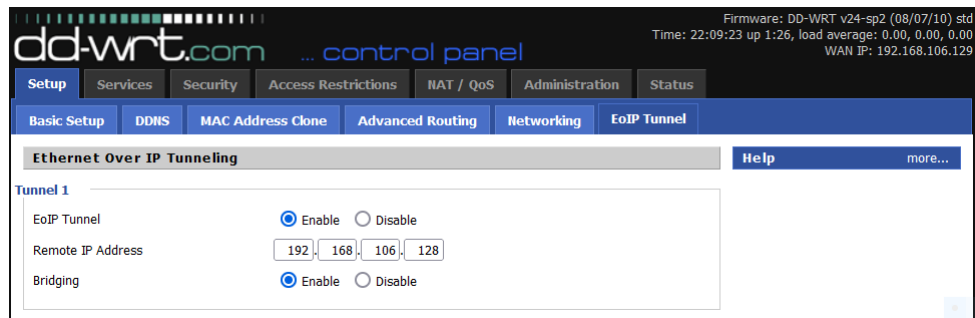 Firmware: DD-WRT v24-sp2 (08/07/10) std
Time: 22:09:23 up 1:26, load average: 0.00, 0.00, 0.00
WAN IP: 192.168.106.129
dd-wrt.com ... control panel
Setup Services Security Access Restrictions NAT / QoS Administration Status
Basic Setup DDNS MAC Address Clone Advanced Routing Networking EoIP Tunnel
Ethernet Over IP Tunneling Help more...
Tunnel 1
EoIP Tunnel Enable Disable
Remote IP Address 192. 168. 106. 128
Bridging Enable Disable